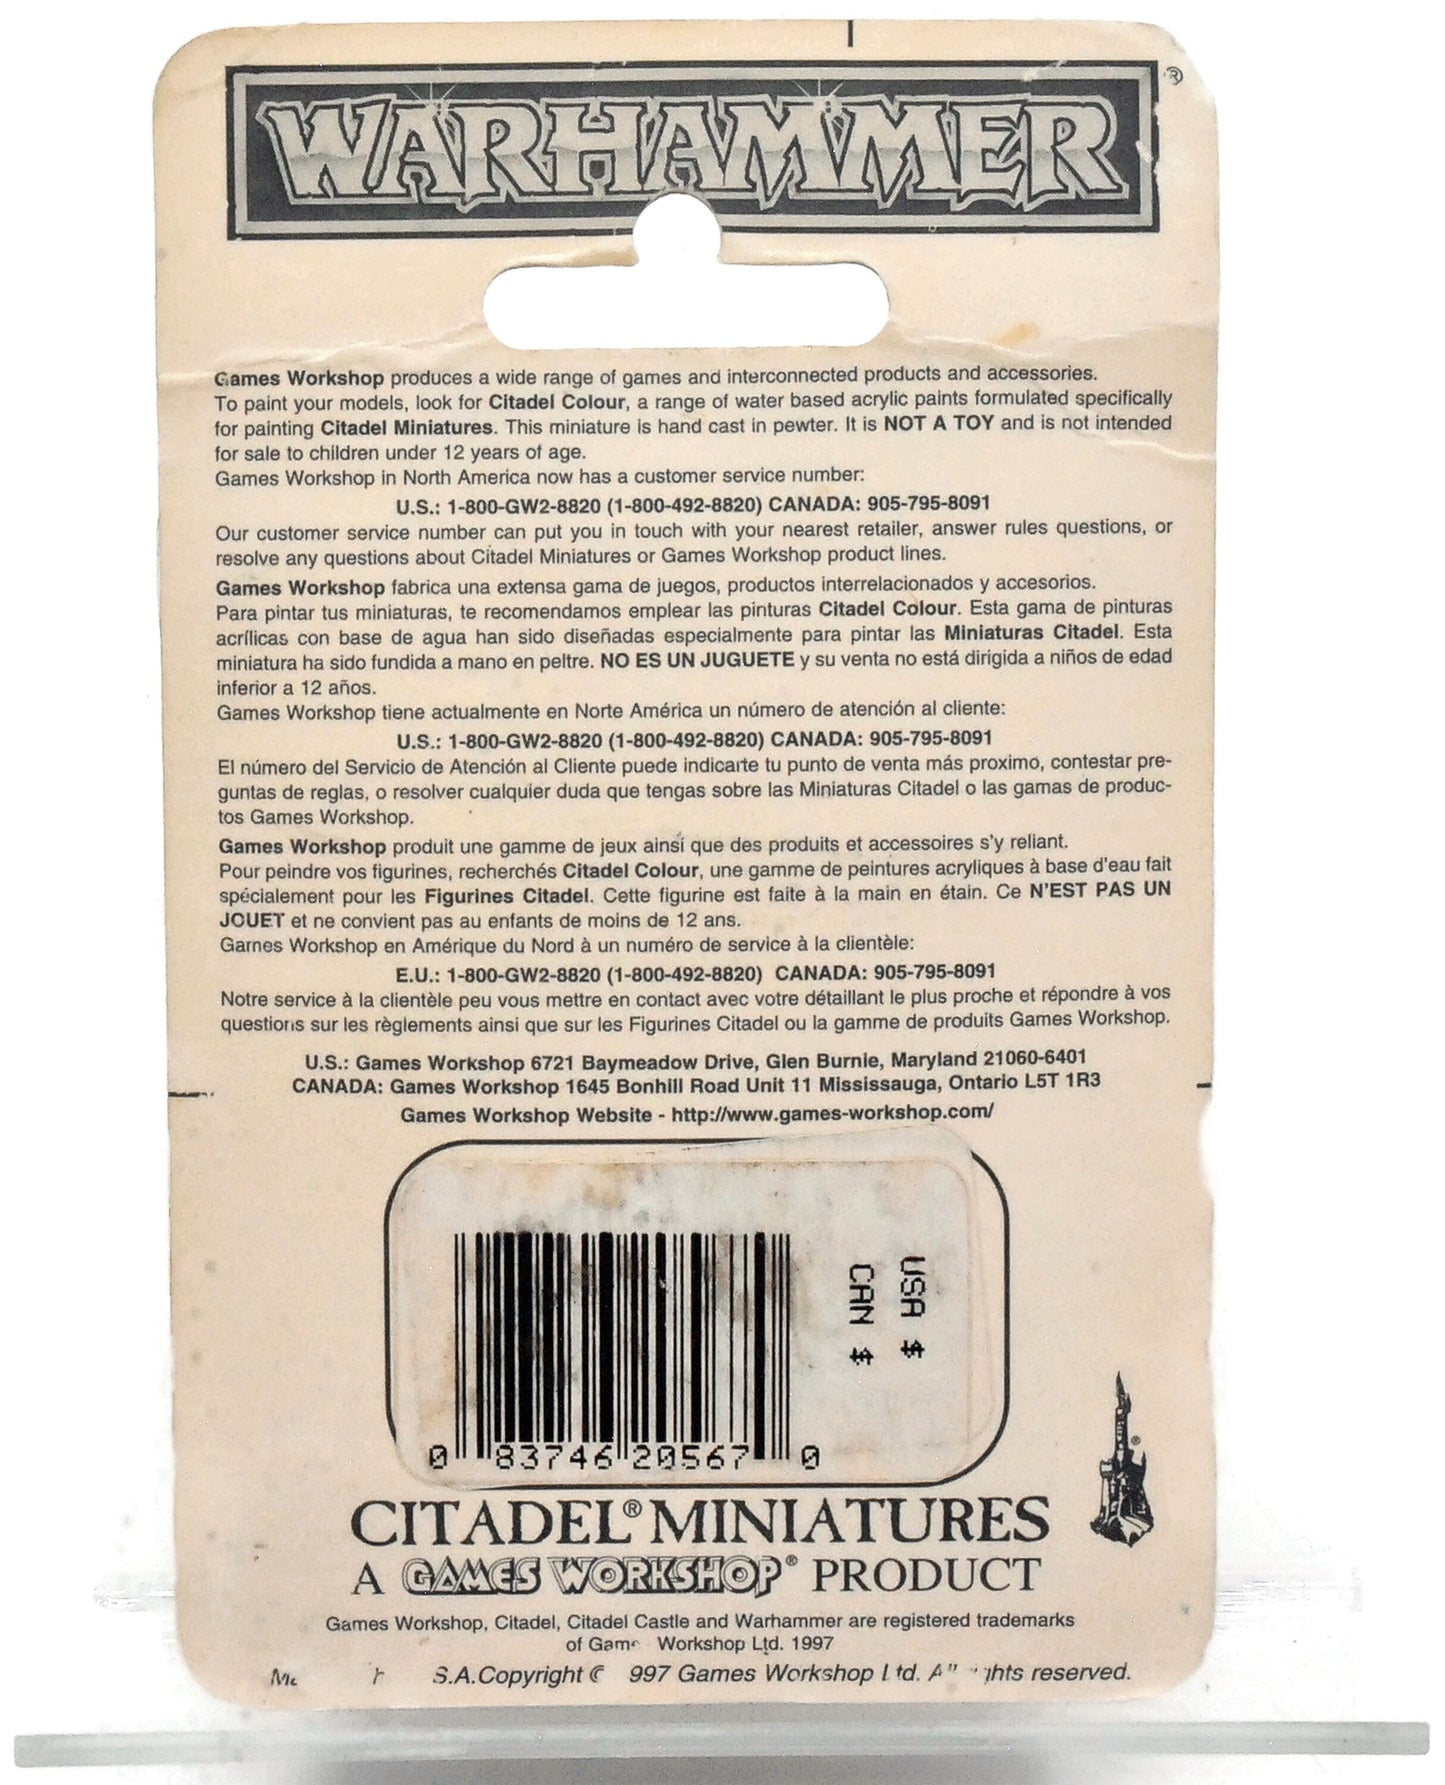 WARHAMMER®
Games Workshop produces a wide range of games and interconnected products and accessories.
To paint your models, look for Citadel Colour, a range of water based acrylic paints formulated specifically
for painting Citadel Miniatures. This miniature is hand cast in pewter. It is NOT A TOY and is not intended
for sale to children under 12 years of age.
Games Workshop in North America now has a customer service number:
U.S.: 1-800-GW2-8820 (1-800-492-8820) CANADA: 905-795-8091
Our customer service number can put you in touch with your nearest retailer, answer rules questions, or
resolve any questions about Citadel Miniatures or Games Workshop product lines.
Games Workshop fabrica una extensa gama de juegos, productos interrelacionados y accesorios.
Para pintar tus miniaturas, te recomendamos emplear las pinturas Citadel Colour. Esta gama de pinturas
acrílicas con base de agua han sido diseñadas especialmente para pintar las Miniaturas Citadel. Esta
miniatura ha sido fundida a mano en peltre. NO ES UN JUGUETE y su venta no está dirigida a niños de edad
inferior a 12 años.
Games Workshop tiene actualmente en Norte América un número de atención al cliente:
U.S.: 1-800-GW2-8820 (1-800-492-8820) CANADA: 905-795-8091
El número del Servicio de Atención al Cliente puede indicarte tu punto de venta más proximo, contestar pre-
guntas de reglas, o resolver cualquier duda que tengas sobre las Miniaturas Citadel o las gamas de produc-
tos Games Workshop.
Games Workshop produit une gamme de jeux ainsi que des produits et accessoires s'y reliant.
Pour peindre vos figurines, recherchés Citadel Colour, une gamme de peintures acryliques à base d'eau fait
spécialement pour les Figurines Citadel. Cette figurine est faite à la main en étain. Ce N'EST PAS UN
JOUET et ne convient pas au enfants de moins de 12 ans.
Games Workshop en Amérique du Nord à un numéro de service à la clientèle:
E.U.: 1-800-GW2-8820 (1-800-492-8820) CANADA: 905-795-8091
Notre service à la clientèle peu vous mettre en contact avec votre détaillant le plus proche et répondre à vos
questions sur les règlements ainsi que sur les Figurines Citadel ou la gamme de produits Games Workshop.
U.S.: Games Workshop 6721 Baymeadow Drive, Glen Burnie, Maryland 21060-6401
CANADA: Games Workshop 1645 Bonhill Road Unit 11 Mississauga, Ontario L5T 1R3
Games Workshop Website - http://www.games-workshop.com/
USA $
CAN $
0 83746 20567 0
CITADEL® MINIATURES
A GAMES WORKSHOP® PRODUCT
Games Workshop, Citadel, Citadel Castle and Warhammer are registered trademarks
of Workshop Ltd. 1997
S.A. Copyright © 997 Games Workshop Ltd. reserved.